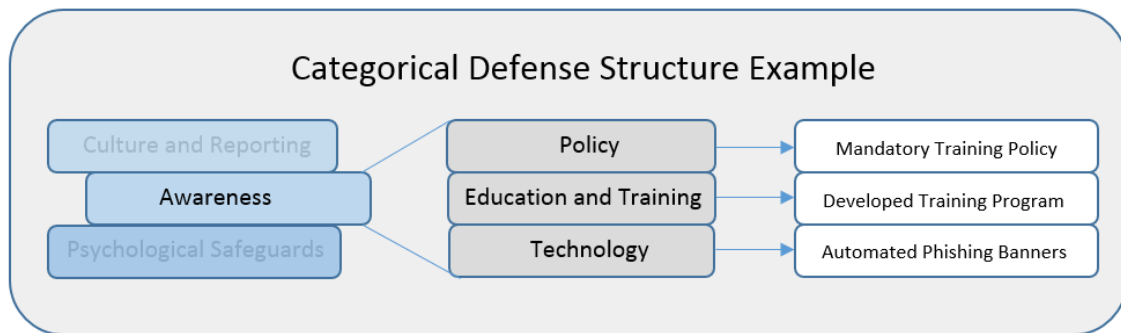 Categorical Defense Structure Example
Culture and Reporting
Awareness
Psychological Safeguards
Policy
Education and Training
Technology
Mandatory Training Policy
Developed Training Program
Automated Phishing Banners